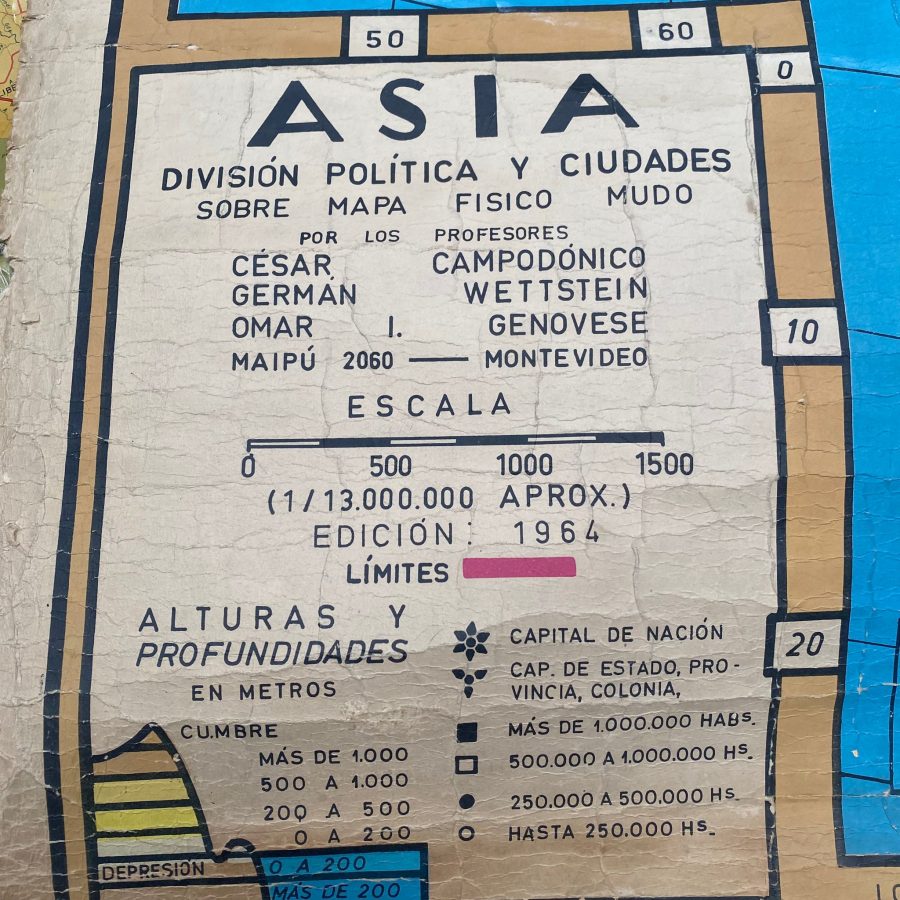 50
60
0
ASIA
DIVISIÓN POLÍTICA Y CIUDADES
SOBRE MAPA FISICO MUDO
POR LOS PROFESORES
CÉSAR CAMPODÓNICO
GERMÁN WETTSTEIN
OMAR I. GENOVESE
MAIPÚ 2060 — MONTEVIDEO
10
ESCALA
0 500 1000 1500
(1/13.000.000 APROX.)
EDICIÓN: 1964
LÍMITES
20
ALTURAS Y
PROFUNDIDADES
EN METROS
CUMBRE
MÁS DE 1.000
500 A 1.000
200 A 500
0 A 200
DEPRESIÓN
0 A 200
MÁS DE 200
CAPITAL DE NACIÓN
CAP. DE ESTADO, PRO-
VINCIA, COLONIA,
MÁS DE 1.000.000 HABS.
500.000 A 1.000.000 HS.
250.000 A 500.000 HS.
HASTA 250.000 HS.